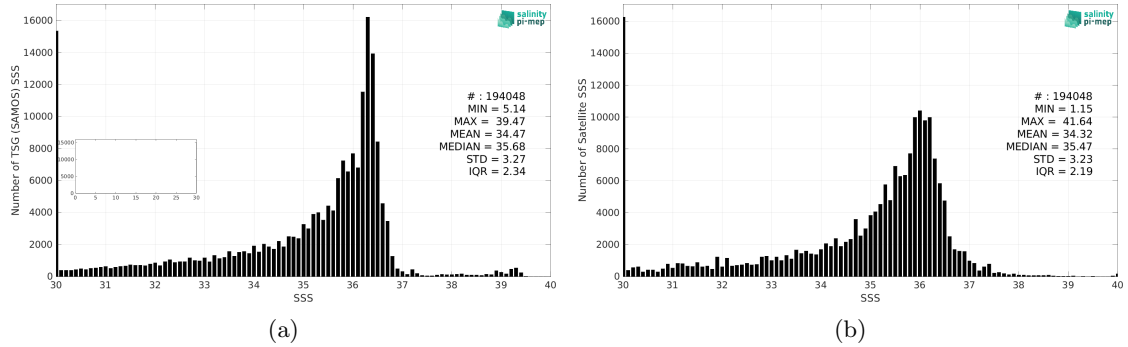 16000
14000
12000
10000
8000
6000
4000
2000
0
Number of TSG (SAMOS) SSS
salinity
pi-mep
# : 194048
MIN = 5.14
MAX = 39.47
MEAN = 34.47
MEDIAN = 35.68
STD = 3.27
IQR = 2.34
15000
10000
5000
0
0 5 10 15 20 25 30
30 31 32 33 34 35 36 37 38 39 40
SSS
(a)
16000
14000
12000
10000
8000
6000
4000
2000
0
Number of Satellite SSS
salinity
pi-mep
# : 194048
MIN = 1.15
MAX = 41.64
MEAN = 34.32
MEDIAN = 35.47
STD = 3.23
IQR = 2.19
30 31 32 33 34 35 36 37 38 39 40
SSS
(b)